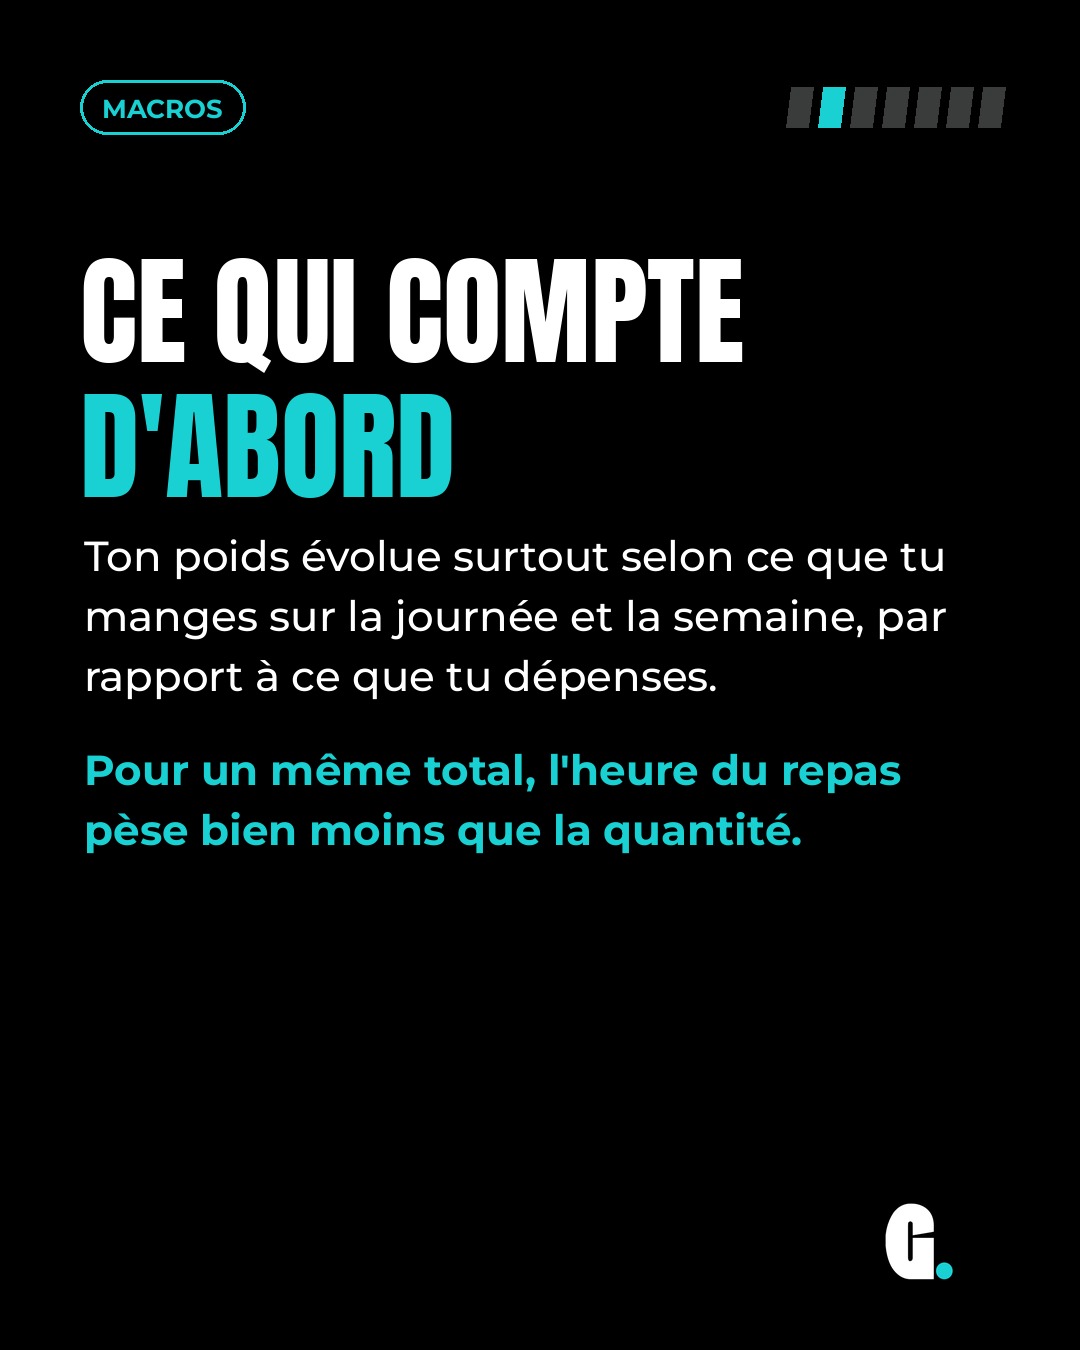 MACROS
CE QUI COMPTE
D'ABORD
Ton poids évolue surtout selon ce que tu
manges sur la journée et la semaine, par
rapport à ce que tu dépenses.
Pour un même total, l'heure du repas
pèse bien moins que la quantité.
G.